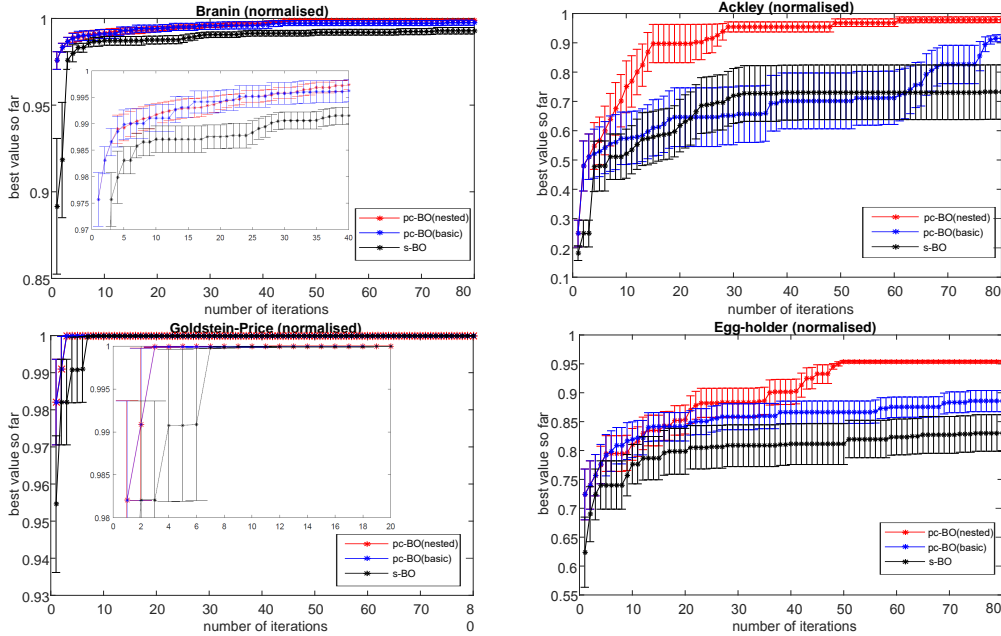 Branin (normalised)
best value so far
1
0.95
0.9
0.85
0.995
0.99
0.985
0.98
0.975
0.97
0 5 10 15 20 25 30 35 40
pc-BO(nested)
pc-BO(basic)
s-BO
0 10 20 30 40 50 60 70 80
number of iterations
Ackley (normalised)
best value so far
1
0.9
0.8
0.7
0.6
0.5
0.4
0.3
0.2
0.1
pc-BO(nested)
pc-BO(basic)
s-BO
0 10 20 30 40 50 60 70 80
number of iterations
Goldstein-Price (normalised)
best value so far
1
0.99
0.98
0.97
0.96
0.95
0.94
0.93
1
0.995
0.99
0.985
0.98
0 2 4 6 8 10 12 14 16 18 20
pc-BO(nested)
pc-BO(basic)
s-BO
0 10 20 30 40 50 60 70 8
0
number of iterations
Egg-holder (normalised)
best value so far
1
0.95
0.85
0.75
0.65
0.55
pc-BO(nested)
pc-BO(basic)
s-BO
0 10 20 30 40 50 60 70 80
number of iterations